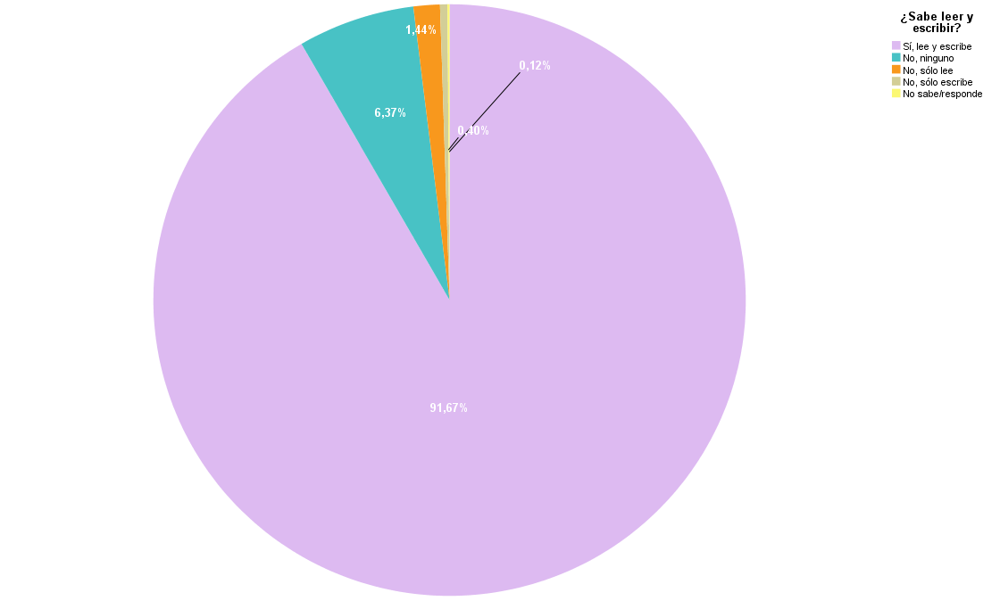 ¿Sabe leer y
escribir?
Sí, lee y escribe
No, ninguno
No, sólo lee
No, sólo escribe
No sabe/responde
1,44%
0,12%
6,37%
0,40%
91,67%